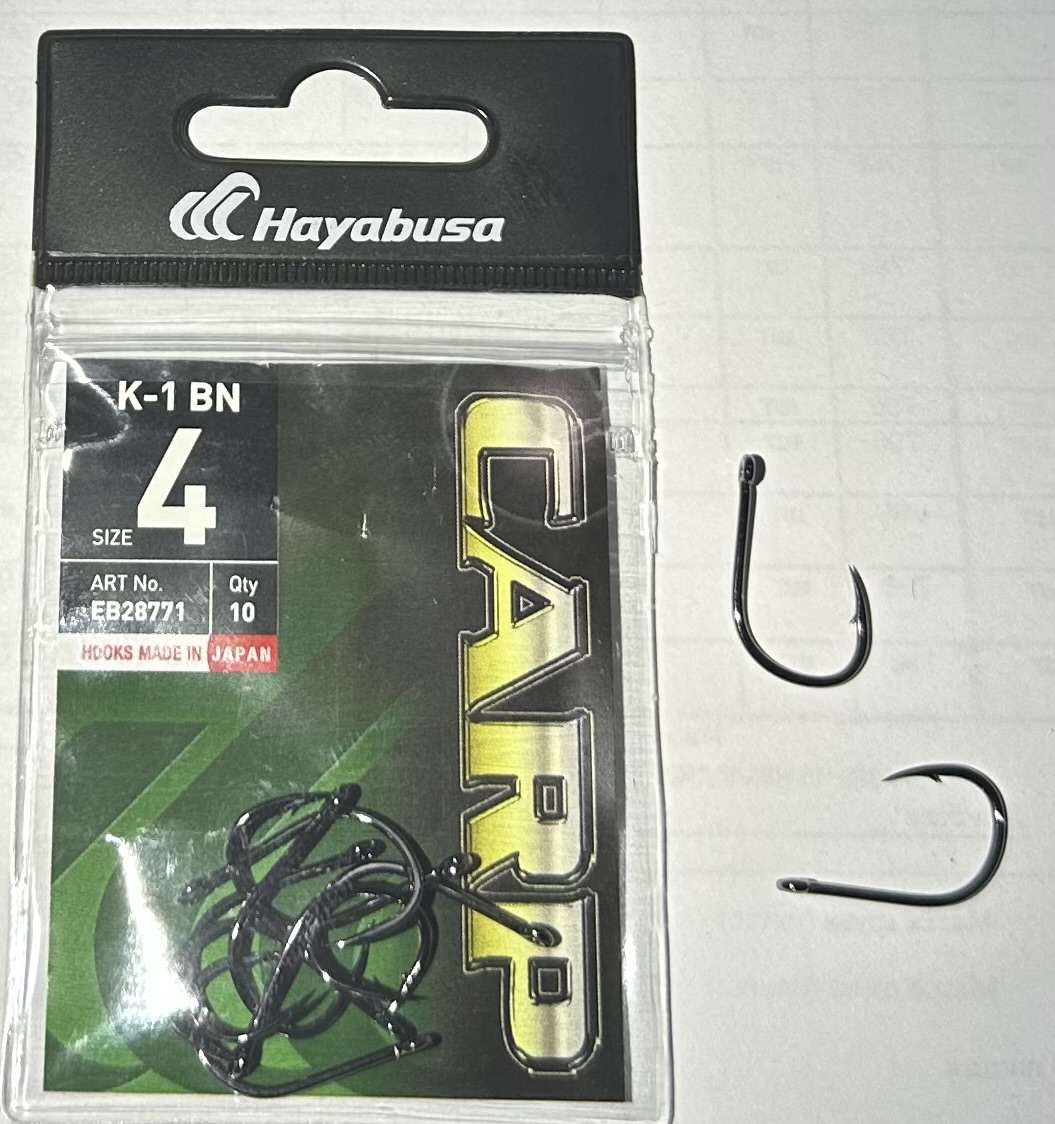 Hayabusa
K-1 BN
SIZE 4
ART No.
EB28771
Qty
10
HOOKS MADE IN JAPAN
CARP